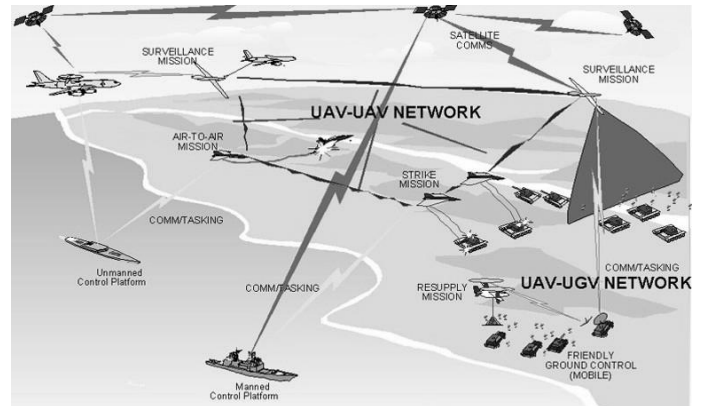 SATELLITE
COMMS
SURVEILLANCE
MISSION
SURVEILLANCE
MISSION
UAV-UAV NETWORK
AIR-TO-AIR
MISSION
STRIKE
MISSION
COMM/TASKING
Unmanned
Control Platform
COMM/TASKING
COMM/TASKING
RESUPPLY
MISSION
UAV-UGV NETWORK
FRIENDLY
GROUND CONTROL
(MOBILE)
Manned
Control Platform